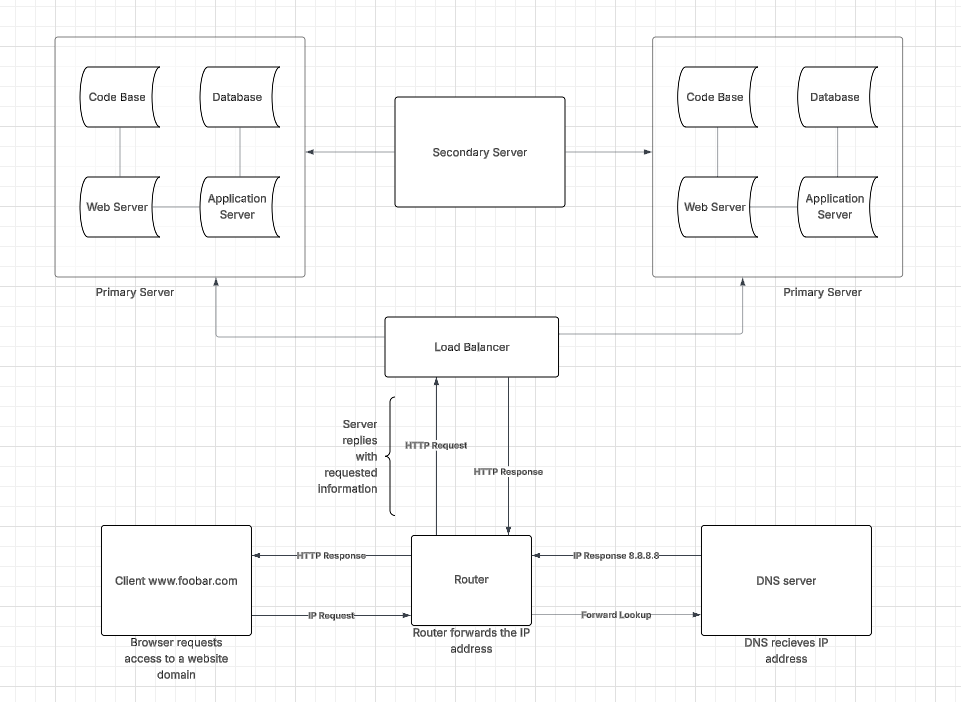 Code Base
Database
Web Server
Application
Server
Primary Server
Secondary Server
Code Base
Database
Web Server
Application
Server
Primary Server
Load Balancer
Server
replies
with
requested
information
HTTP Request
HTTP Response
Client www.foobar.com
Browser requests
access to a website
domain
HTTP Response
IP Request
Router
Router forwards the IP
address
IP Response 8.8.8.8
Forward Lookup
DNS server
DNS recieves IP
address